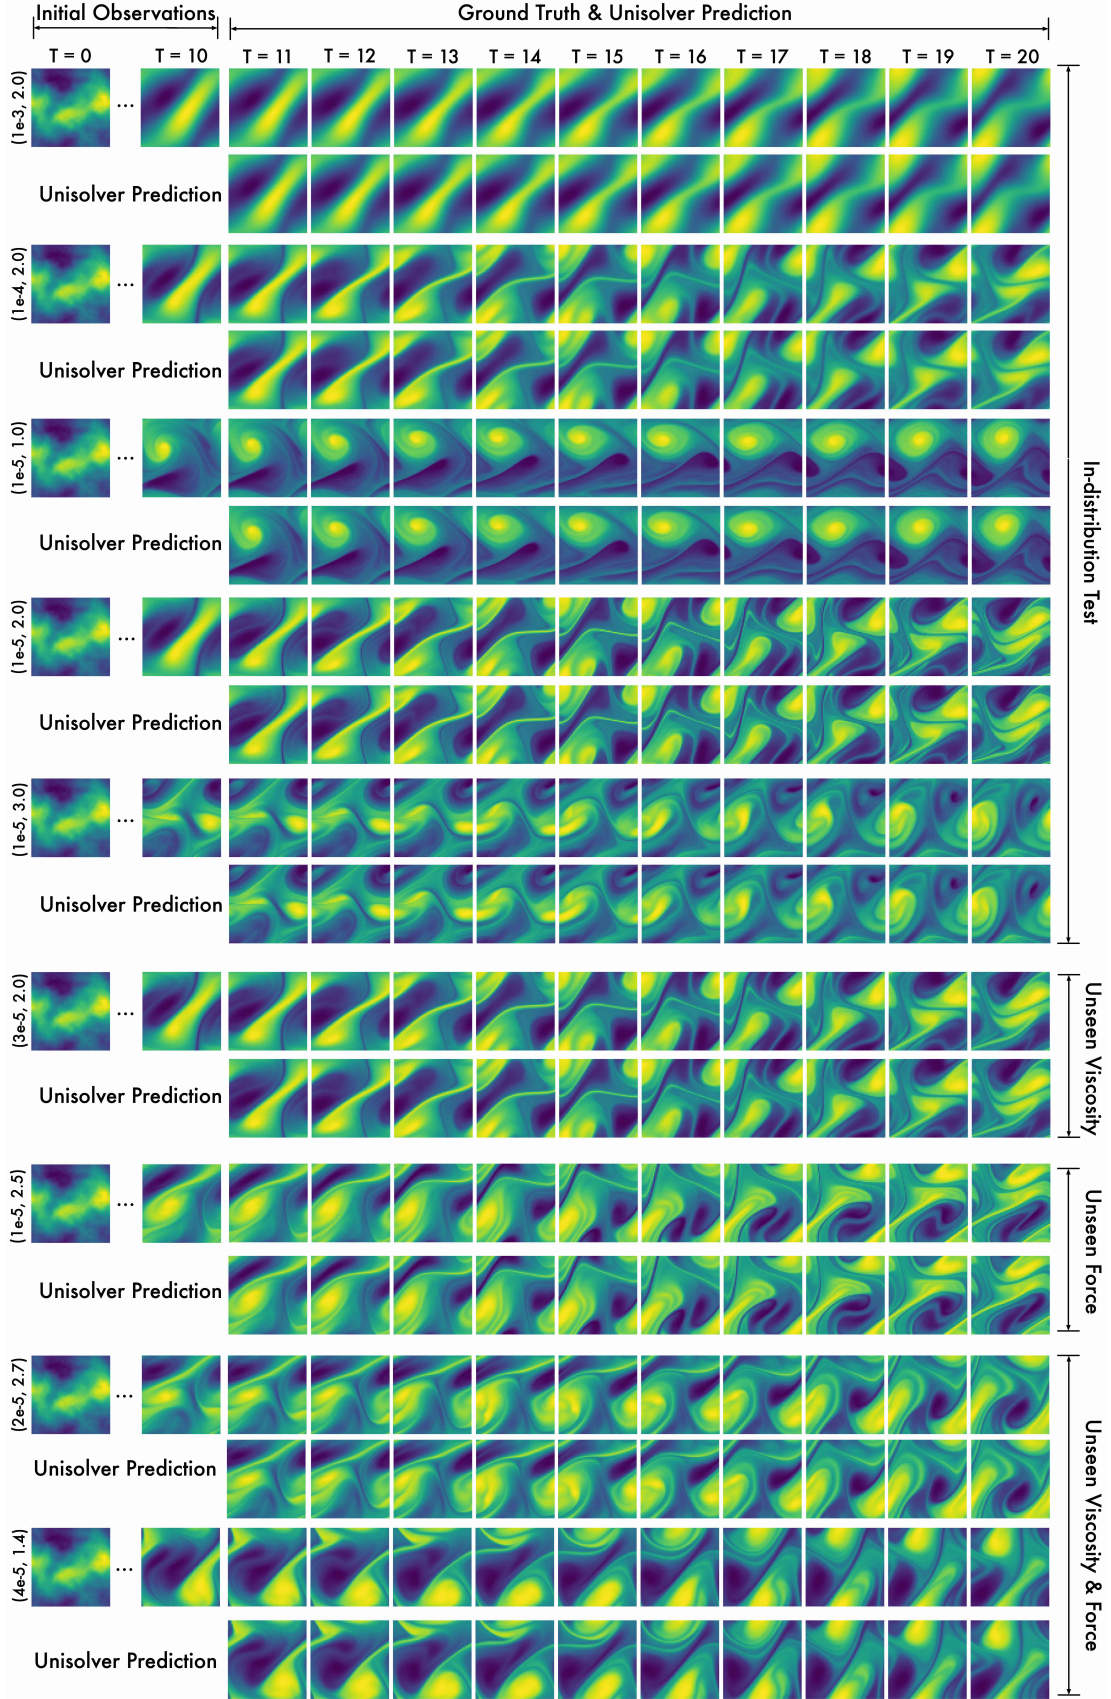 Initial Observations
Ground Truth & Unisolver Prediction
T = 0
T = 10
T = 11
T = 12
T = 13
T = 14
T = 15
T = 16
T = 17
T = 18
T = 19
T = 20
(1e-3, 2.0)
...
Unisolver Prediction
(1e-4, 2.0)
...
Unisolver Prediction
(1e-5, 1.0)
...
Unisolver Prediction
(1e-5, 2.0)
...
Unisolver Prediction
(1e-5, 3.0)
...
Unisolver Prediction
In-distribution Test
(3e-5, 2.0)
...
Unisolver Prediction
Unseen Viscosity
(1e-5, 2.5)
...
Unisolver Prediction
Unseen Force
(2e-5, 2.7)
...
Unisolver Prediction
(4e-5, 1.4)
...
Unisolver Prediction
Unseen Viscosity & Force